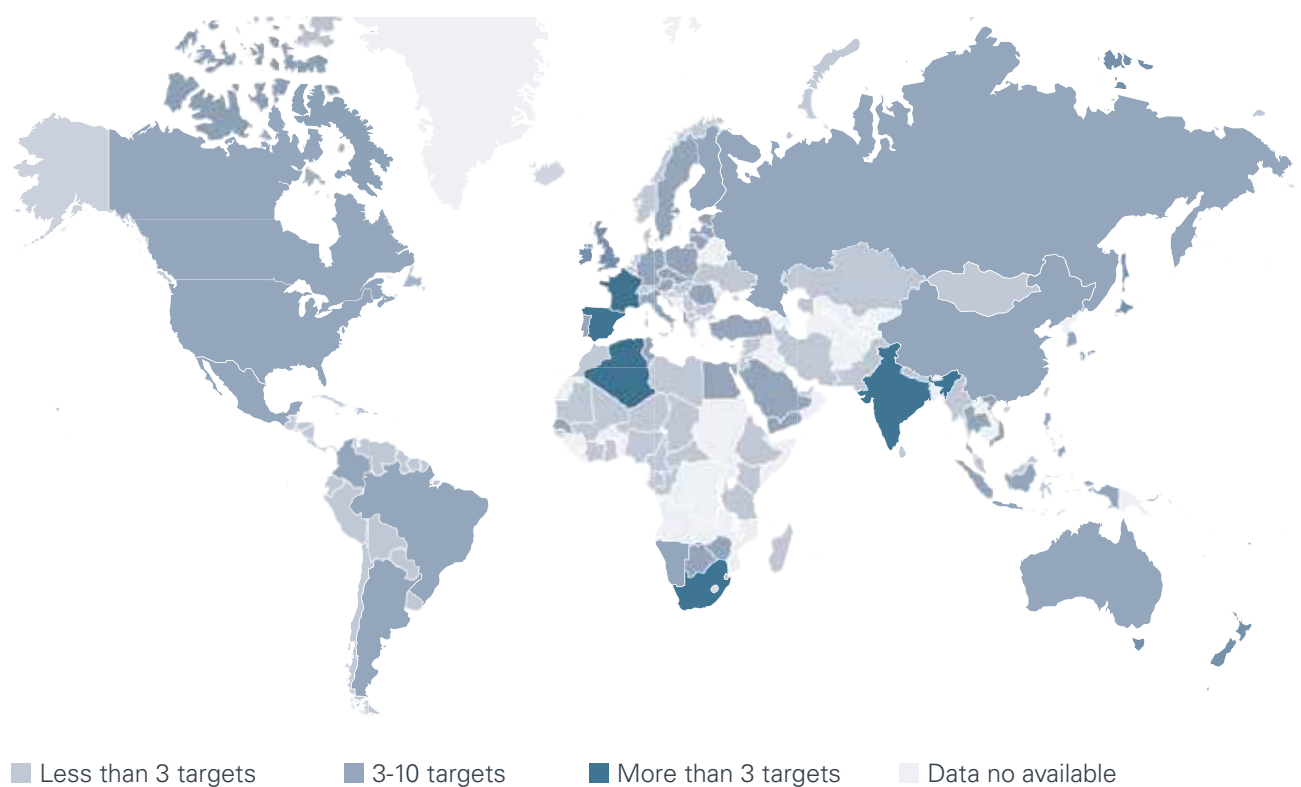 Less than 3 targets
3-10 targets
More than 3 targets
Data no available